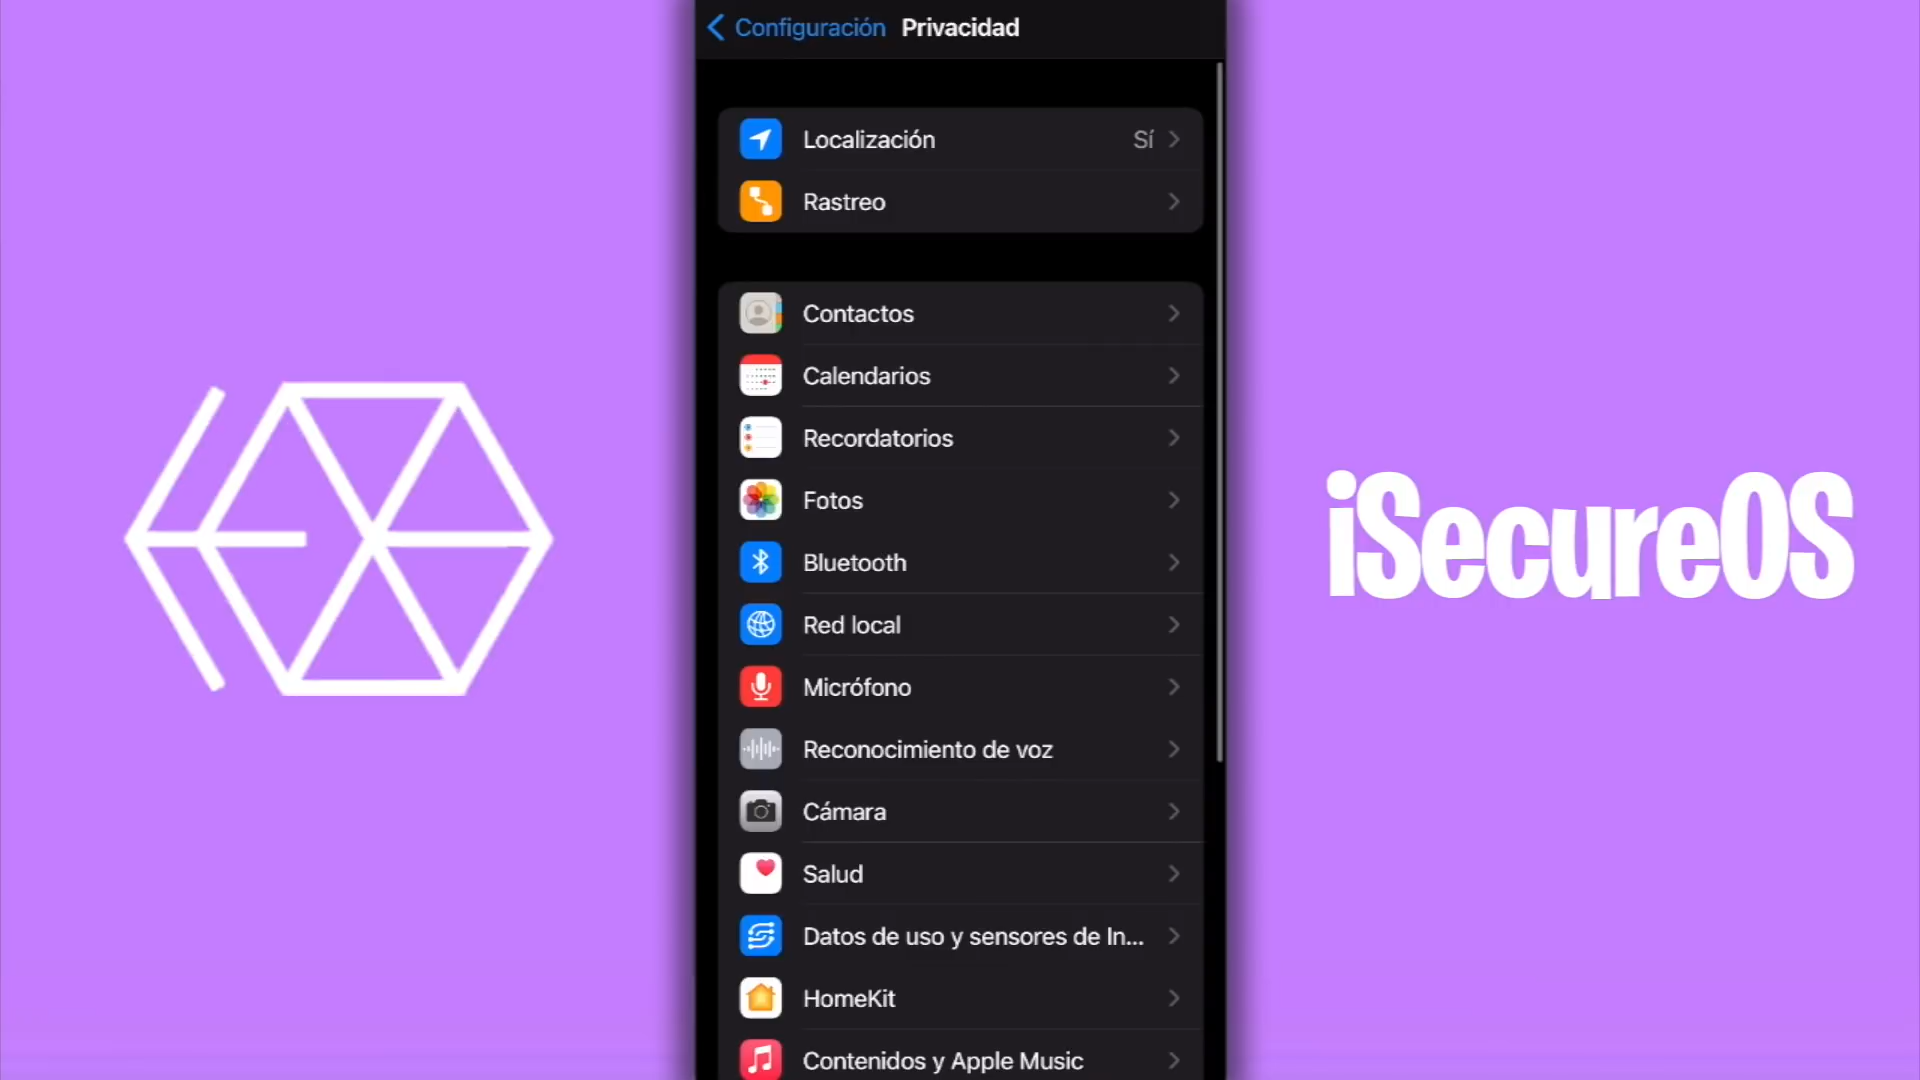 Configuración Privacidad
Localización Sí
Rastreo
Contactos
Calendarios
Recordatorios
Fotos
Bluetooth
Red local
Micrófono
Reconocimiento de voz
Cámara
Salud
Datos de uso y sensores de In...
HomeKit
Contenidos y Apple Music
iSecureOS